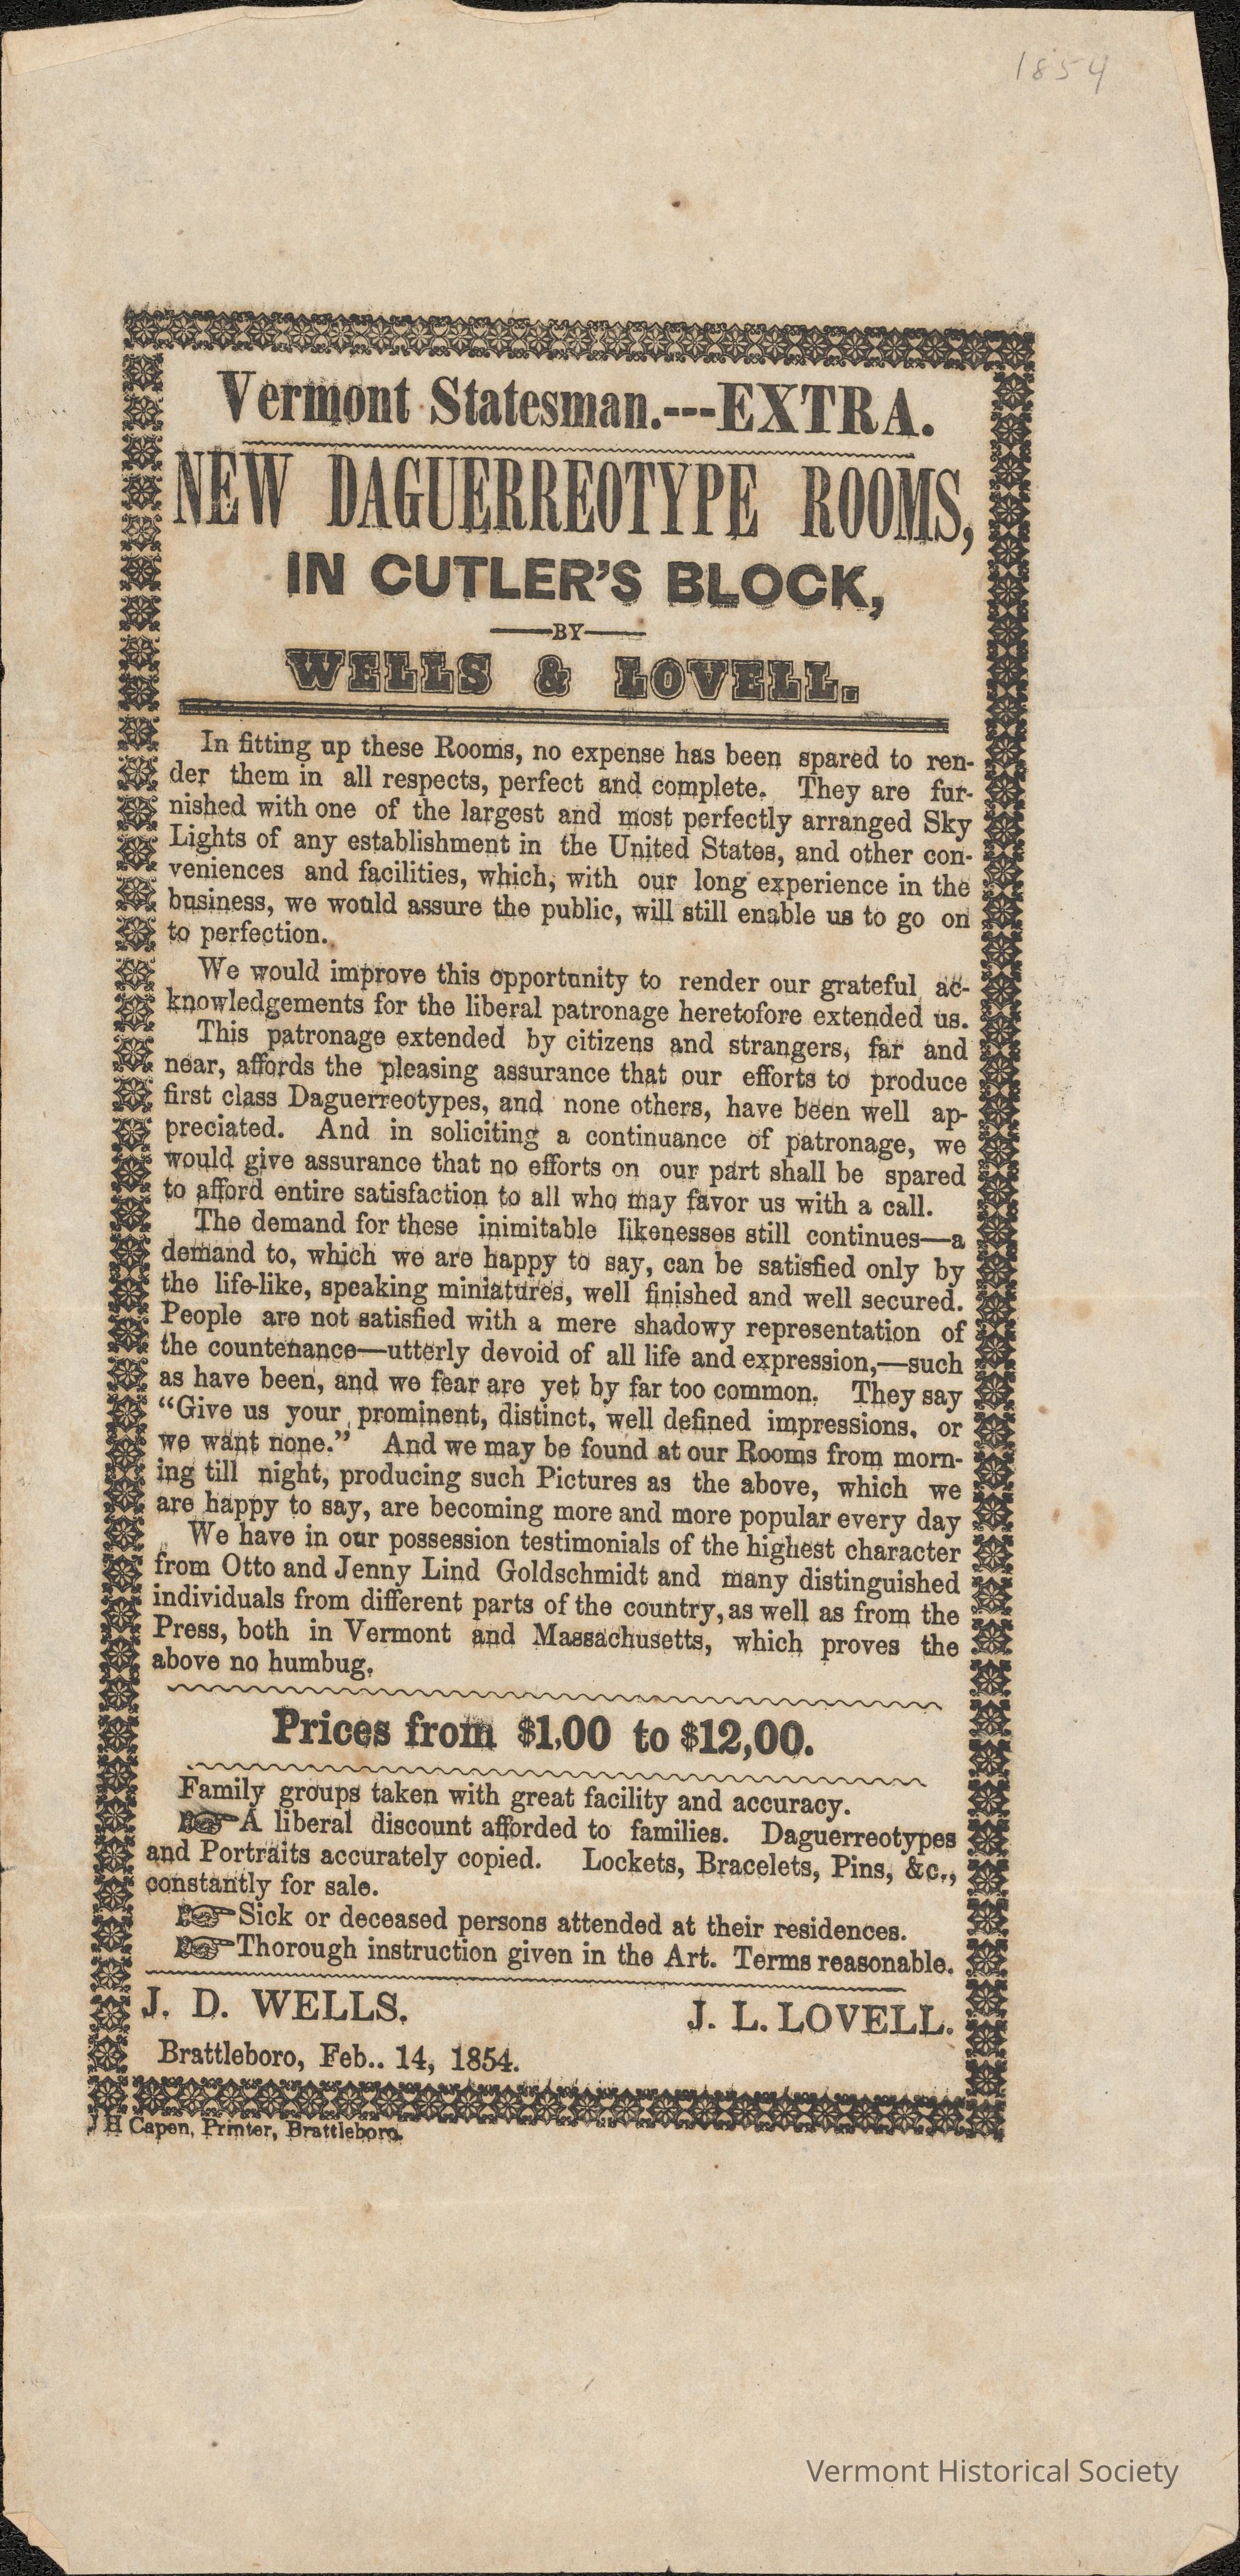 1854
Vermont Statesman.---EXTRA.
NEW DAGUERREOTYPE ROOMS,
IN CUTLER'S BLOCK,
—BY—
WELLS & LOVELL.
In fitting up these Rooms, no expense has been spared to ren-
der them in all respects, perfect and complete. They are fur-
nished with one of the largest and most perfectly arranged Sky
Lights of any establishment in the United States, and other con-
veniences and facilities, which, with our long experience in the
business, we would assure the public, will still enable us to go on
to perfection.
We would improve this opportunity to render our grateful ac-
knowledgements for the liberal patronage heretofore extended us.
This patronage extended by citizens and strangers, far and
near, affords the pleasing assurance that our efforts to produce
first class Daguerreotypes, and none others, have been well ap-
preciated. And in soliciting a continuance of patronage, we
would give assurance that no efforts on our part shall be spared
to afford entire satisfaction to all who may favor us with a call.
The demand for these inimitable likenesses still continues—a
demand to, which we are happy to say, can be satisfied only by
the life-like, speaking miniatures, well finished and well secured.
People are not satisfied with a mere shadowy representation of
the countenance—utterly devoid of all life and expression,—such
as have been, and we fear are yet by far too common. They say
“Give us your prominent, distinct, well defined impressions, or
we want none.” And we may be found at our Rooms from morn-
ing till night, producing such Pictures as the above, which we
are happy to say, are becoming more and more popular every day
We have in our possession testimonials of the highest character
from Otto and Jenny Lind Goldschmidt and many distinguished
individuals from different parts of the country, as well as from the
Press, both in Vermont and Massachusetts, which proves the
above no humbug.
Prices from $1,00 to $12,00.
Family groups taken with great facility and accuracy.
☞A liberal discount afforded to families. Daguerreotypes
and Portraits accurately copied. Lockets, Bracelets, Pins, &c.,
constantly for sale.
☞Sick or deceased persons attended at their residences.
☞Thorough instruction given in the Art. Terms reasonable.
J. D. WELLS. J. L. LOVELL.
Brattleboro, Feb.. 14, 1854.
J H Capen, Printer, Brattleboro.
Vermont Historical Society